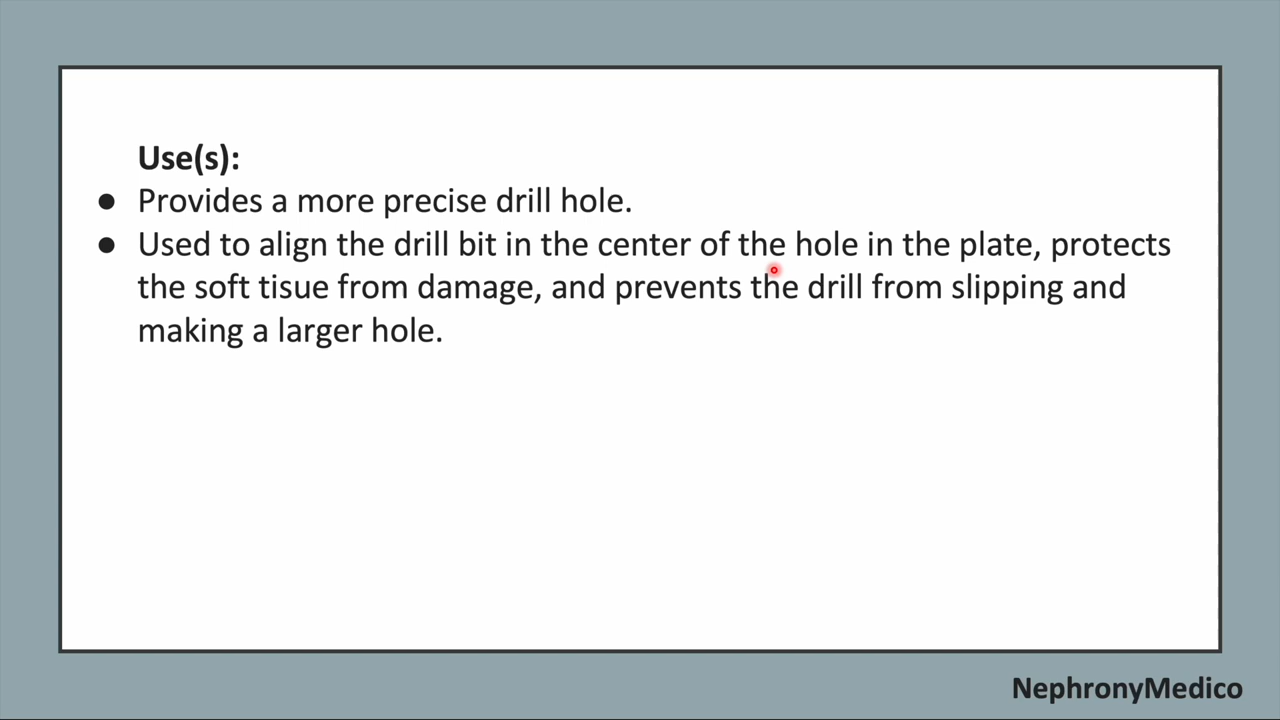 Use(s):
● Provides a more precise drill hole.
● Used to align the drill bit in the center of the hole in the plate, protects
the soft tisue from damage, and prevents the drill from slipping and
making a larger hole.
NephronyMedico